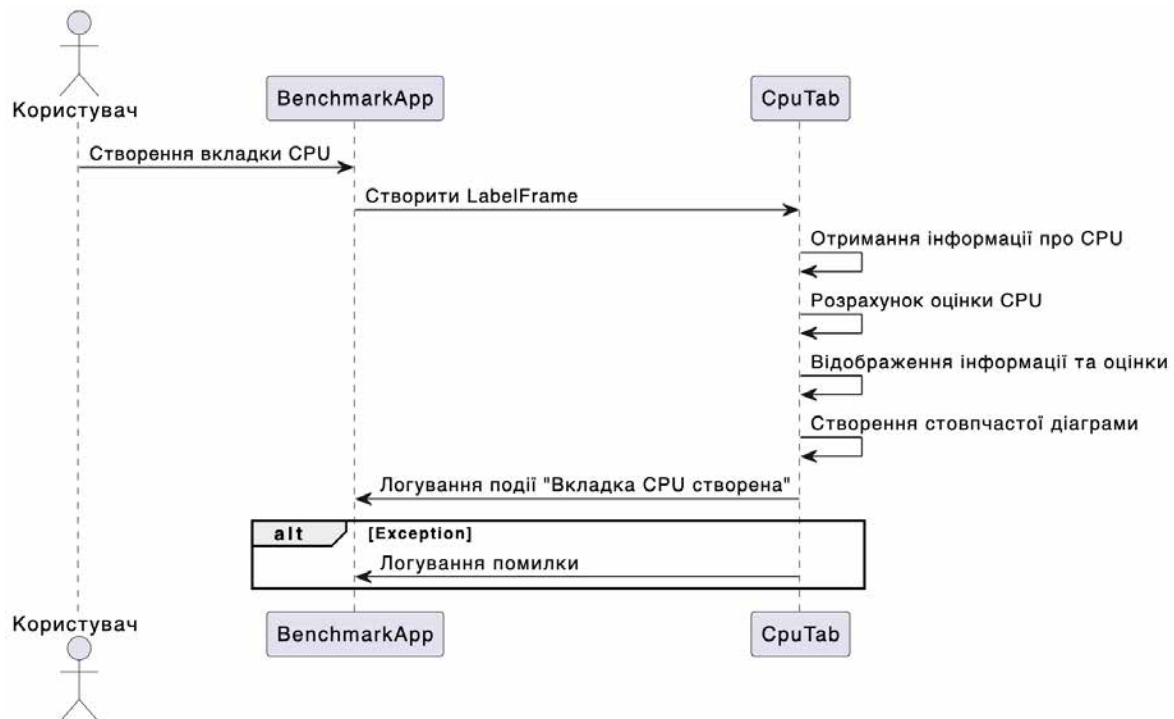 Користувач
BenchmarkApp
CpuTab
Створення вкладки CPU
Створити LabelFrame
Отримання інформації про CPU
Розрахунок оцінки CPU
Відображення інформації та оцінки
Створення стовпчастої діаграми
Логування події "Вкладка CPU створена"
alt [Exception]
Логування помилки
Користувач
BenchmarkApp
CpuTab